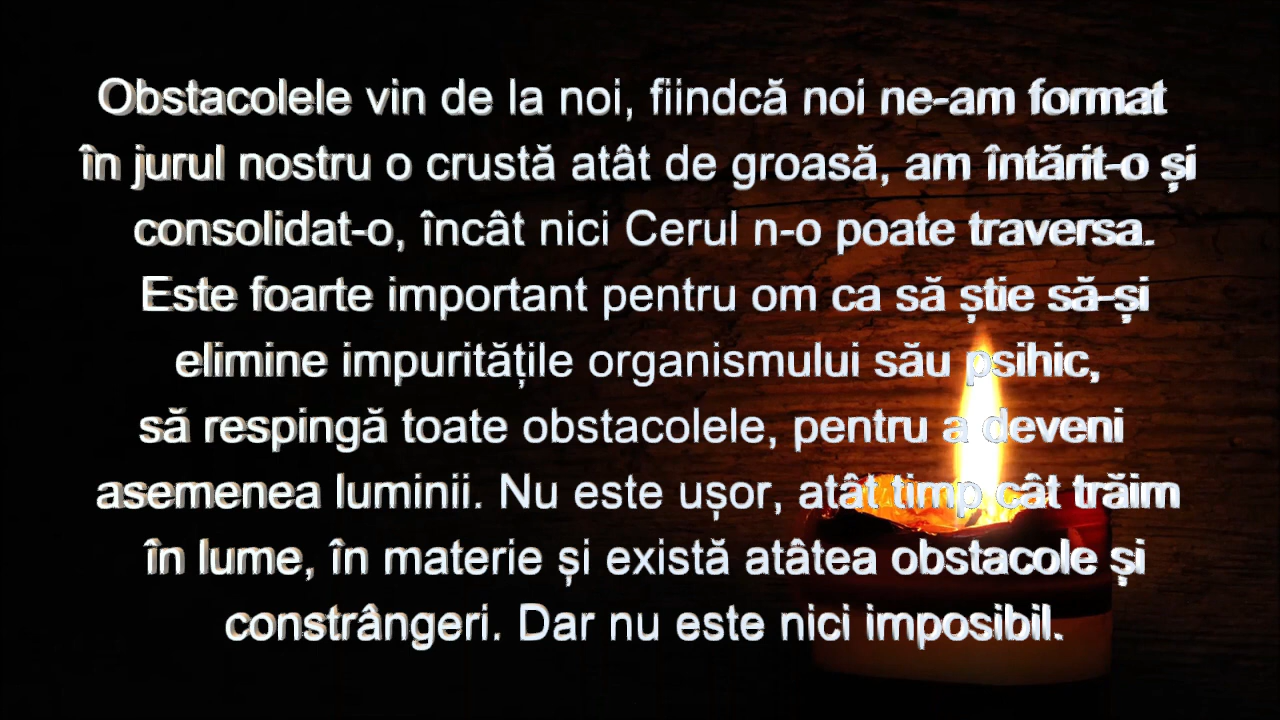 Obstacolele vin de la noi, fiindcă noi ne-am format
în jurul nostru o crustă atât de groasă, am întărit-o și
consolidat-o, încât nici Cerul n-o poate traversa.
Este foarte important pentru om ca să știe să-și
elimine impuritățile organismului său psihic,
să respingă toate obstacolele, pentru a deveni
asemenea luminii. Nu este ușor, atât timp cât trăim
în lume, în materie și există atâtea obstacole și
constrângeri. Dar nu este nici imposibil.